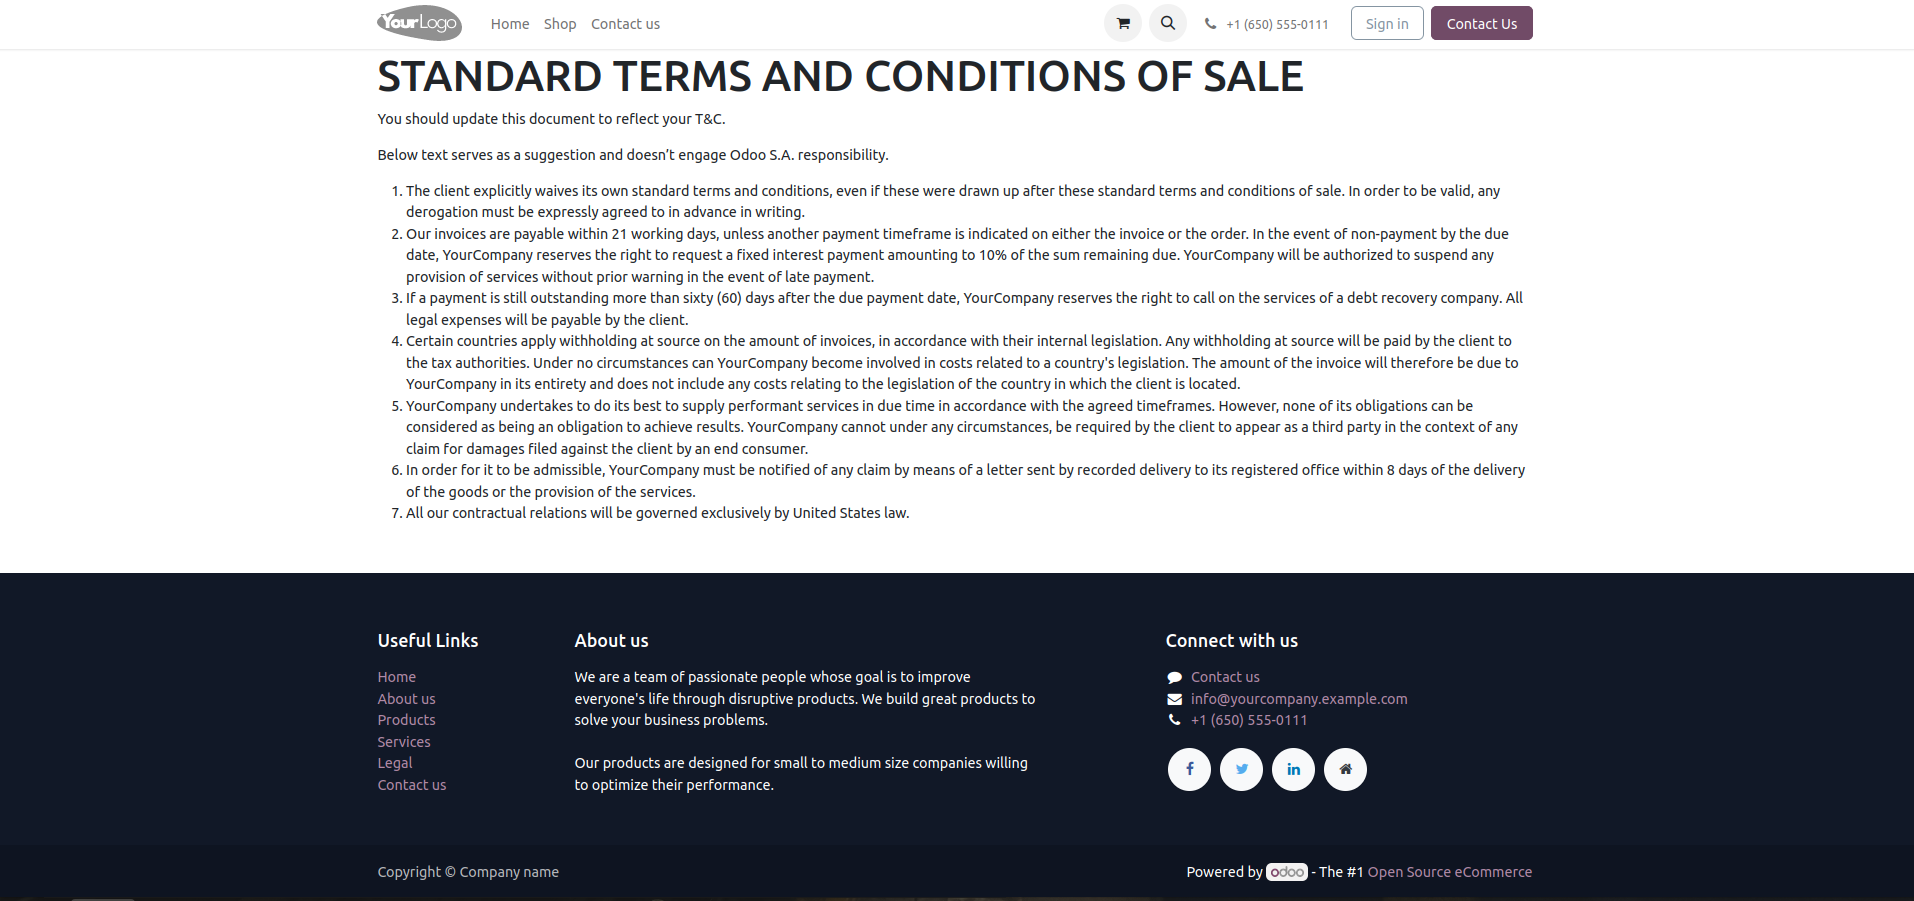 YourLogo
Home Shop Contact us
+1 (650) 555-0111
Sign in
Contact Us
STANDARD TERMS AND CONDITIONS OF SALE
You should update this document to reflect your T&C.
Below text serves as a suggestion and doesn’t engage Odoo S.A. responsibility.
1. The client explicitly waives its own standard terms and conditions, even if these were drawn up after these standard terms and conditions of sale. In order to be valid, any
derogation must be expressly agreed to in advance in writing.
2. Our invoices are payable within 21 working days, unless another payment timeframe is indicated on either the invoice or the order. In the event of non-payment by the due
date, YourCompany reserves the right to request a fixed interest payment amounting to 10% of the sum remaining due. YourCompany will be authorized to suspend any
provision of services without prior warning in the event of late payment.
3. If a payment is still outstanding more than sixty (60) days after the due payment date, YourCompany reserves the right to call on the services of a debt recovery company. All
legal expenses will be payable by the client.
4. Certain countries apply withholding at source on the amount of invoices, in accordance with their internal legislation. Any withholding at source will be paid by the client to
the tax authorities. Under no circumstances can YourCompany become involved in costs related to a country's legislation. The amount of the invoice will therefore be due to
YourCompany in its entirety and does not include any costs relating to the legislation of the country in which the client is located.
5. YourCompany undertakes to do its best to supply performant services in due time in accordance with the agreed timeframes. However, none of its obligations can be
considered as being an obligation to achieve results. YourCompany cannot under any circumstances, be required by the client to appear as a third party in the context of any
claim for damages filed against the client by an end consumer.
6. In order for it to be admissible, YourCompany must be notified of any claim by means of a letter sent by recorded delivery to its registered office within 8 days of the delivery
of the goods or the provision of the services.
7. All our contractual relations will be governed exclusively by United States law.
Useful Links
Home
About us
Products
Services
Legal
Contact us
About us
We are a team of passionate people whose goal is to improve
everyone's life through disruptive products. We build great products to
solve your business problems.
Our products are designed for small to medium size companies willing
to optimize their performance.
Connect with us
Contact us
info@yourcompany.example.com
+1 (650) 555-0111
Copyright © Company name
Powered by odoo - The #1 Open Source eCommerce